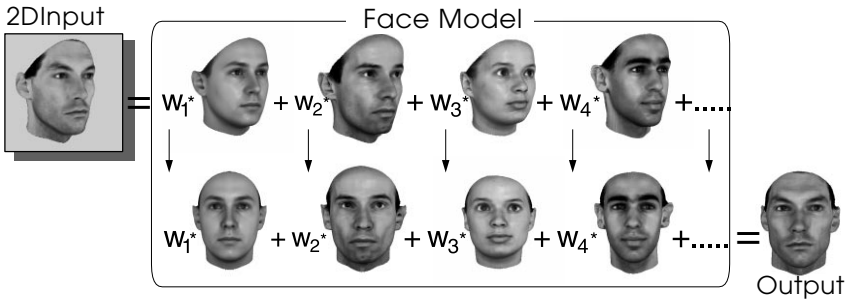 2DInput
Face Model
= w₁* + w₂* + w₃* + w₄* + ......
w₁* + w₂* + w₃* + w₄* + ...... =
Output